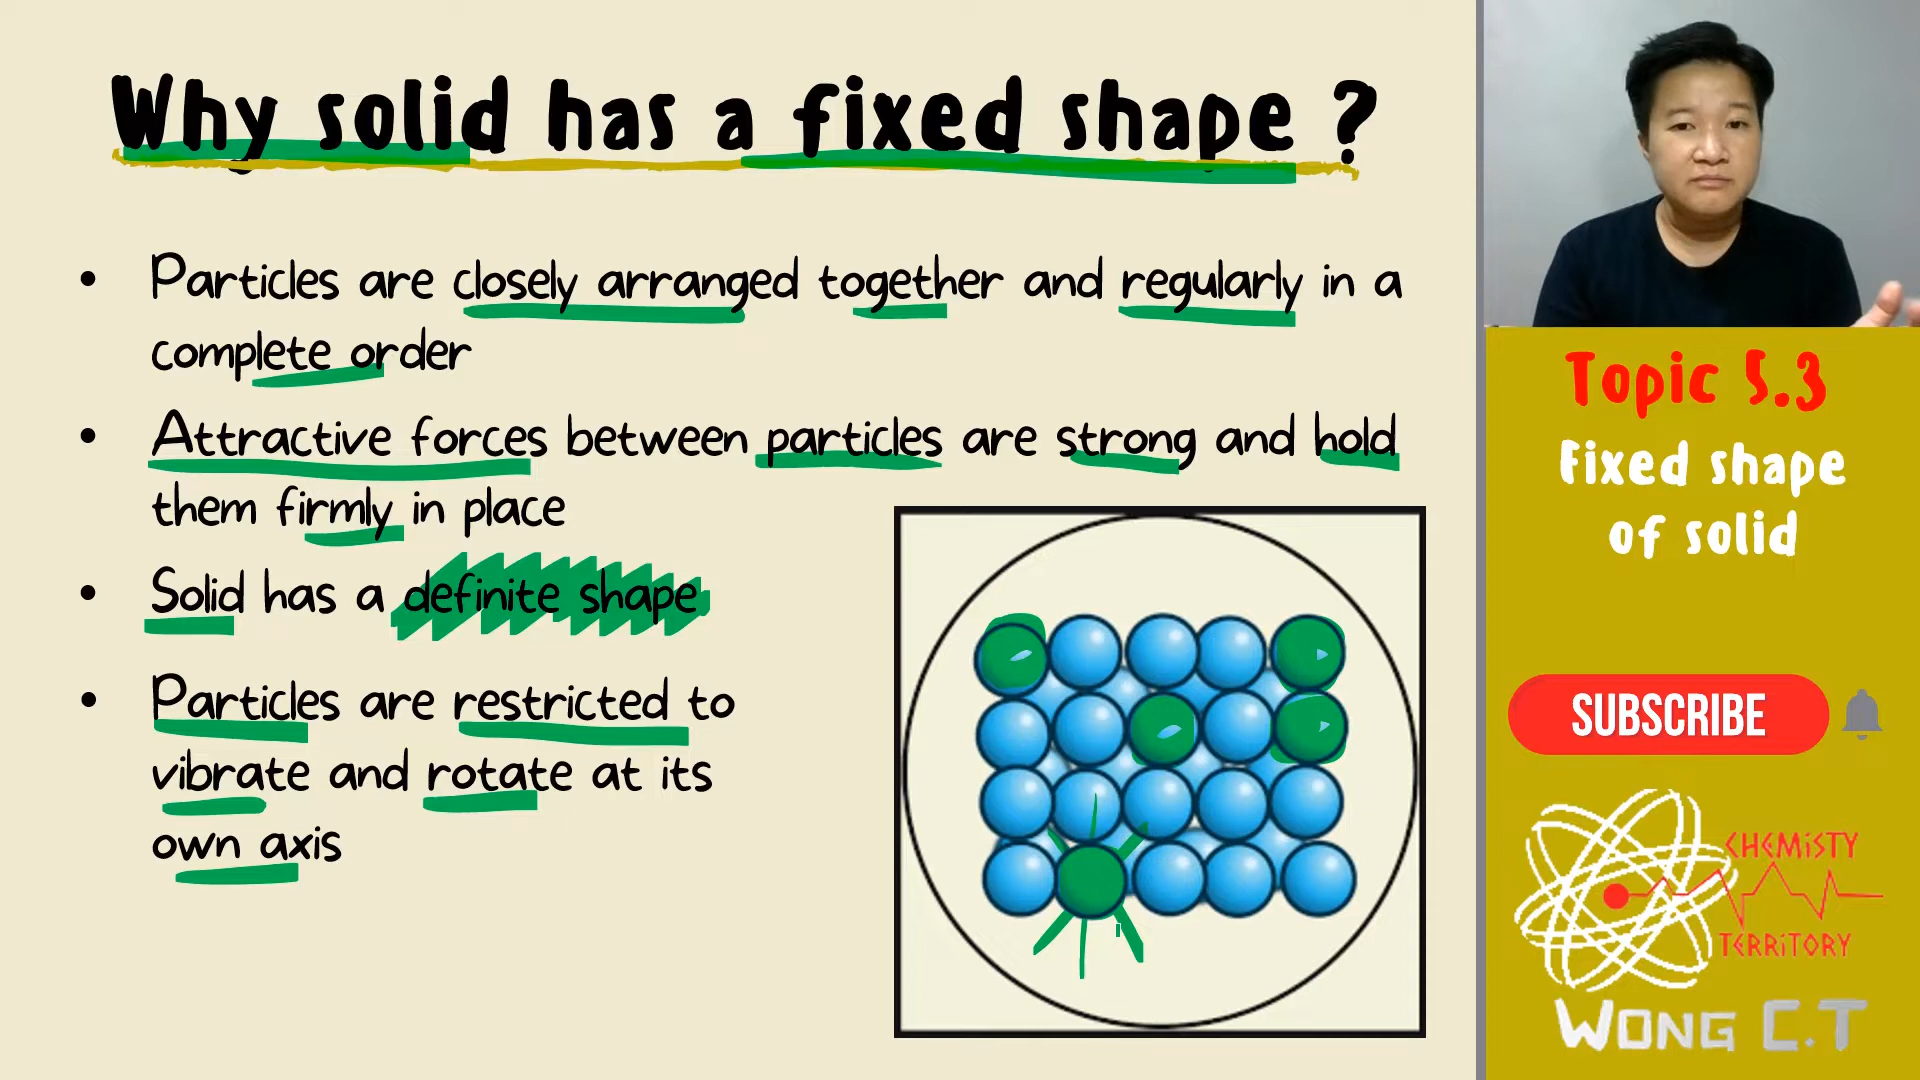 Why solid has a fixed shape ?
• Particles are closely arranged together and regularly in a
complete order
• Attractive forces between particles are strong and hold
them firmly in place
• Solid has a definite shape
• Particles are restricted to
vibrate and rotate at its
own axis
Topic 5.3
Fixed shape
of solid
SUBSCRIBE
CHEMiSTY
TERRiTORY
WONG C.T